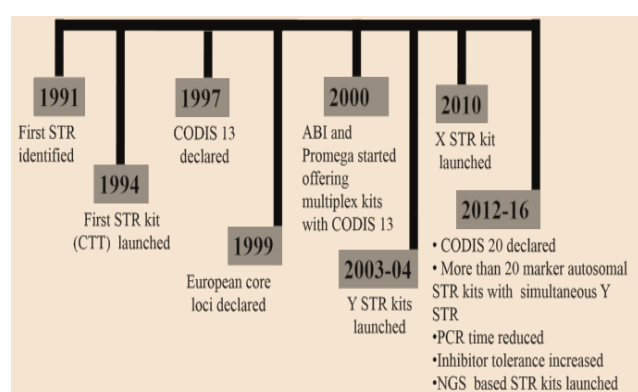 1991
First STR
identified
1994
First STR kit
(CTT) launched
1997
CODIS 13
declared
1999
European core
loci declared
2000
ABI and
Promega started
offering
multiplex kits
with CODIS 13
2003-04
Y STR kits
launched
2010
X STR kit
launched
2012-16
• CODIS 20 declared
• More than 20 marker autosomal
STR kits with simultaneous Y
STR
•PCR time reduced
•Inhibitor tolerance increased
•NGS based STR kits launched